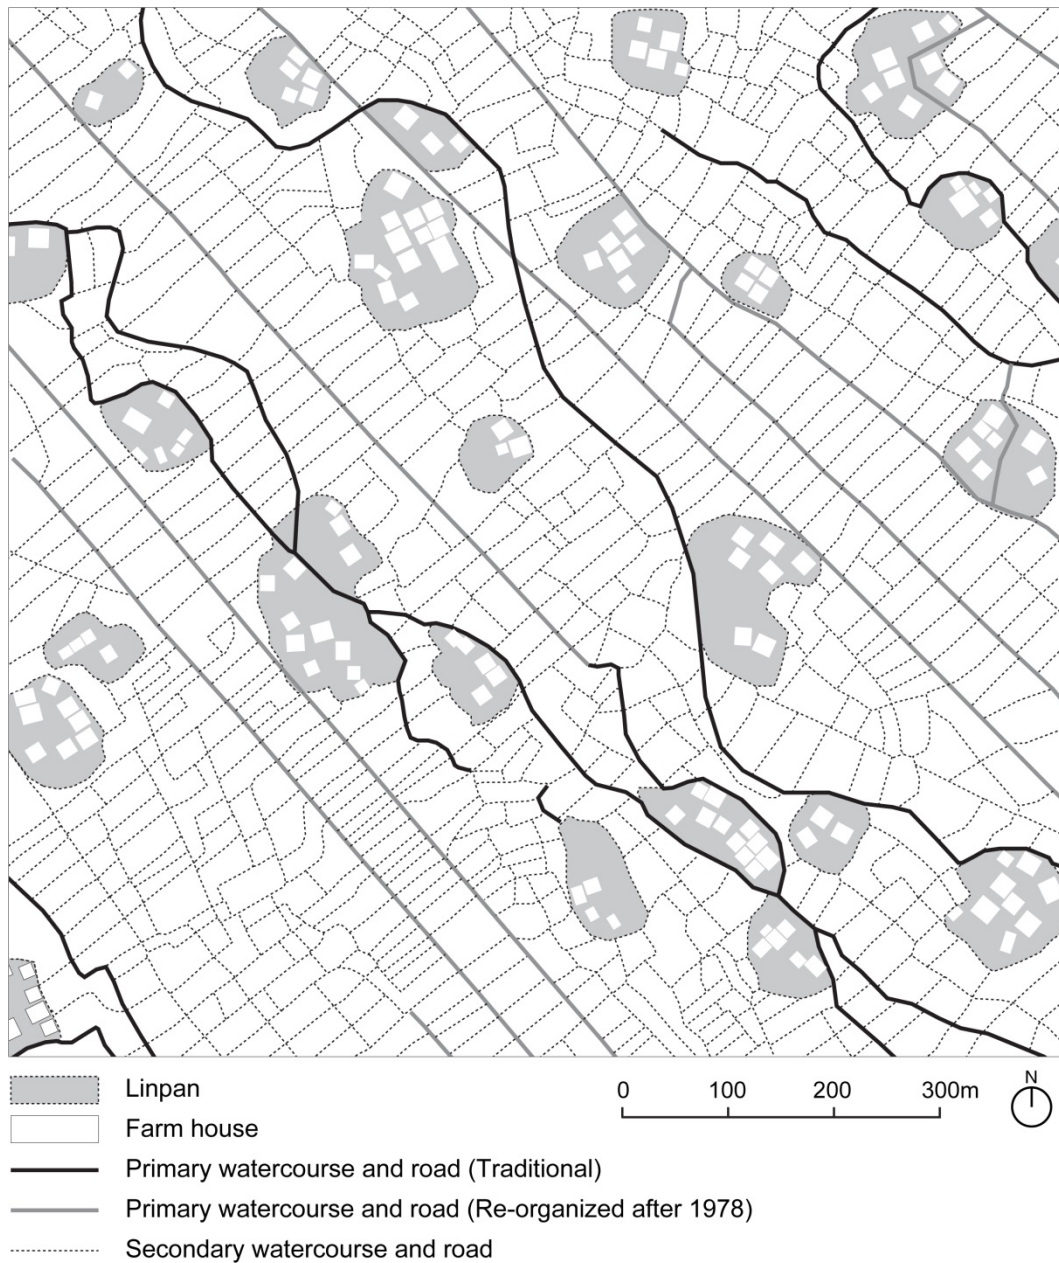 Linpan
0 100 200 300m
N
Farm house
Primary watercourse and road (Traditional)
Primary watercourse and road (Re-organized after 1978)
Secondary watercourse and road